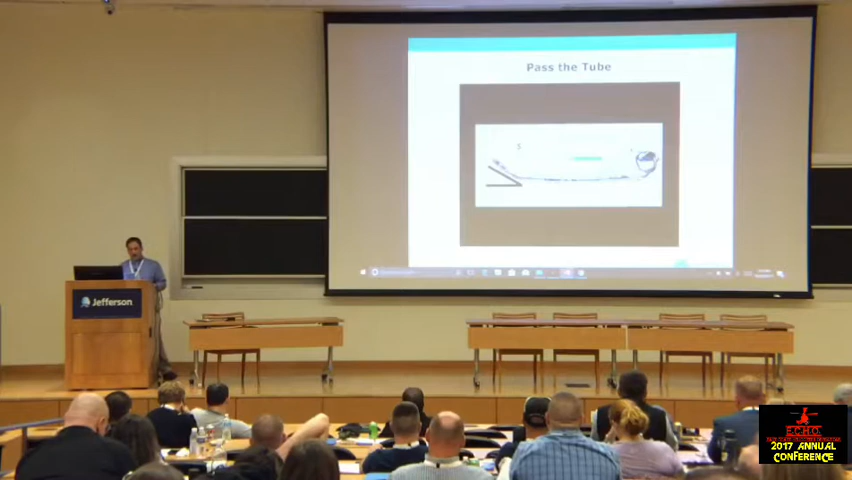 Pass the Tube
Jefferson
E.C.H.O.
2017 ANNUAL
CONFERENCE